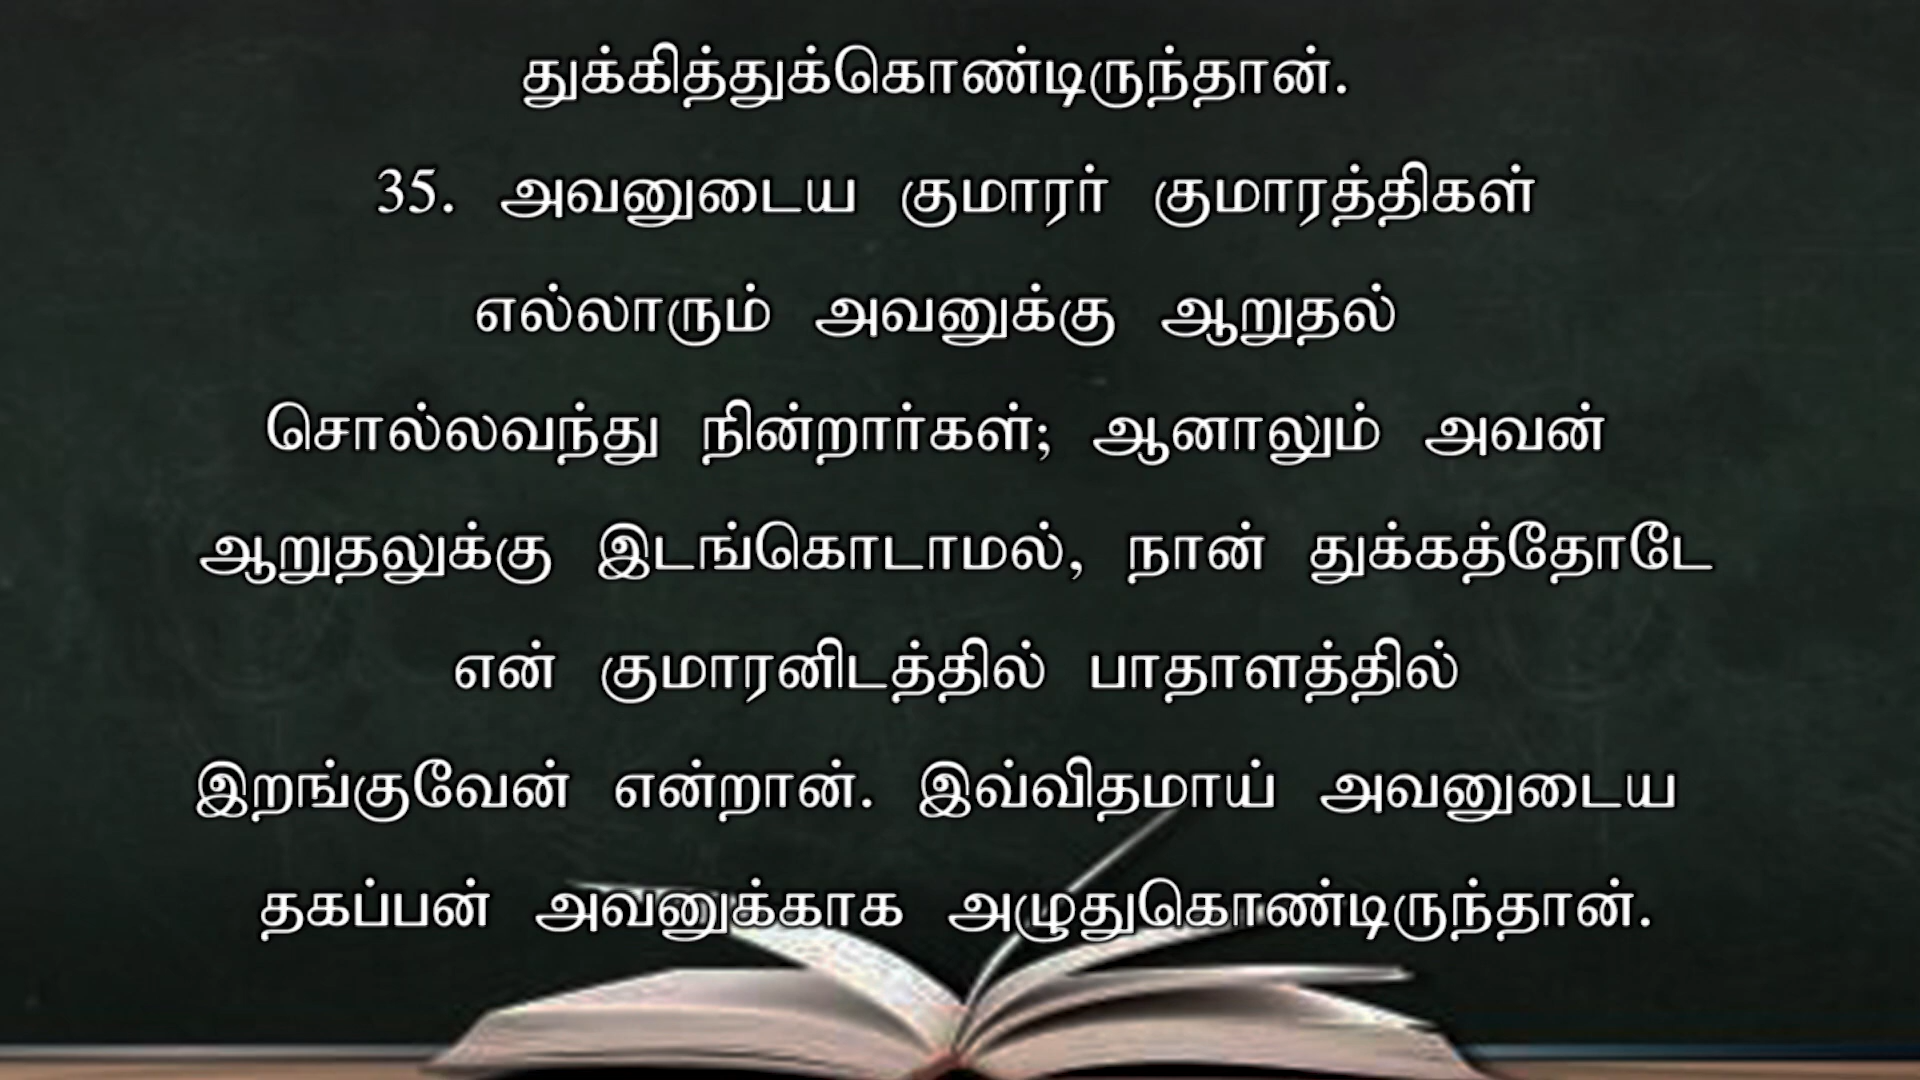 துக்கித்துக்கொண்டிருந்தான்.
35. அவனுடைய குமாரர் குமாரத்திகள்
எல்லாரும் அவனுக்கு ஆறுதல்
சொல்லவந்து நின்றார்கள்; ஆனாலும் அவன்
ஆறுதலுக்கு இடங்கொடாமல், நான் துக்கத்தோடே
என் குமாரனிடத்தில் பாதாளத்தில்
இறங்குவேன் என்றான். இவ்விதமாய் அவனுடைய
தகப்பன் அவனுக்காக அழுதுகொண்டிருந்தான்.